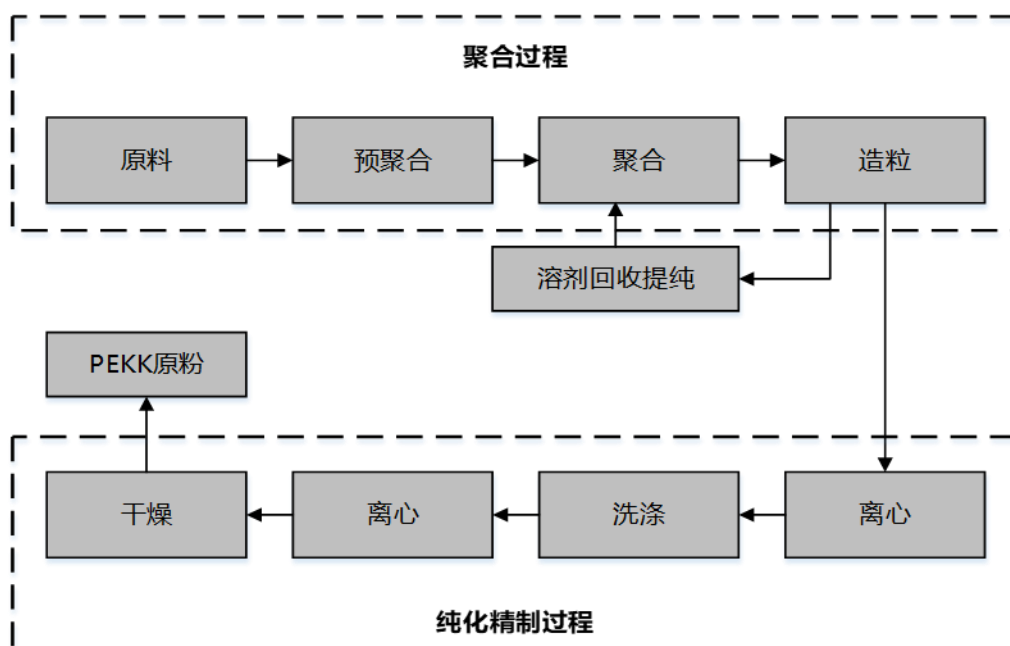 聚合过程
原料
预聚合
聚合
造粒
溶剂回收提纯
PEKK原粉
干燥
离心
洗涤
离心
纯化精制过程